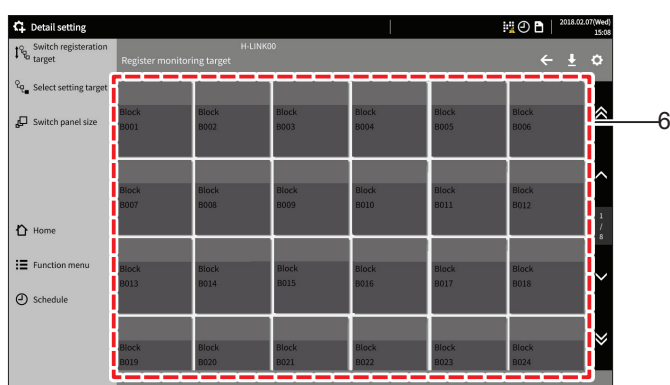 Detail setting
2018.02.07(Wed)
15:08
Switch registeration
target
H-LINK00
Register monitoring target
Select setting target
Switch panel size
Home
Function menu
Schedule
Block
B001
Block
B002
Block
B003
Block
B004
Block
B005
Block
B006
Block
B007
Block
B008
Block
B009
Block
B010
Block
B011
Block
B012
Block
B013
Block
B014
Block
B015
Block
B016
Block
B017
Block
B018
Block
B019
Block
B020
Block
B021
Block
B022
Block
B023
Block
B024
1
/
8
6